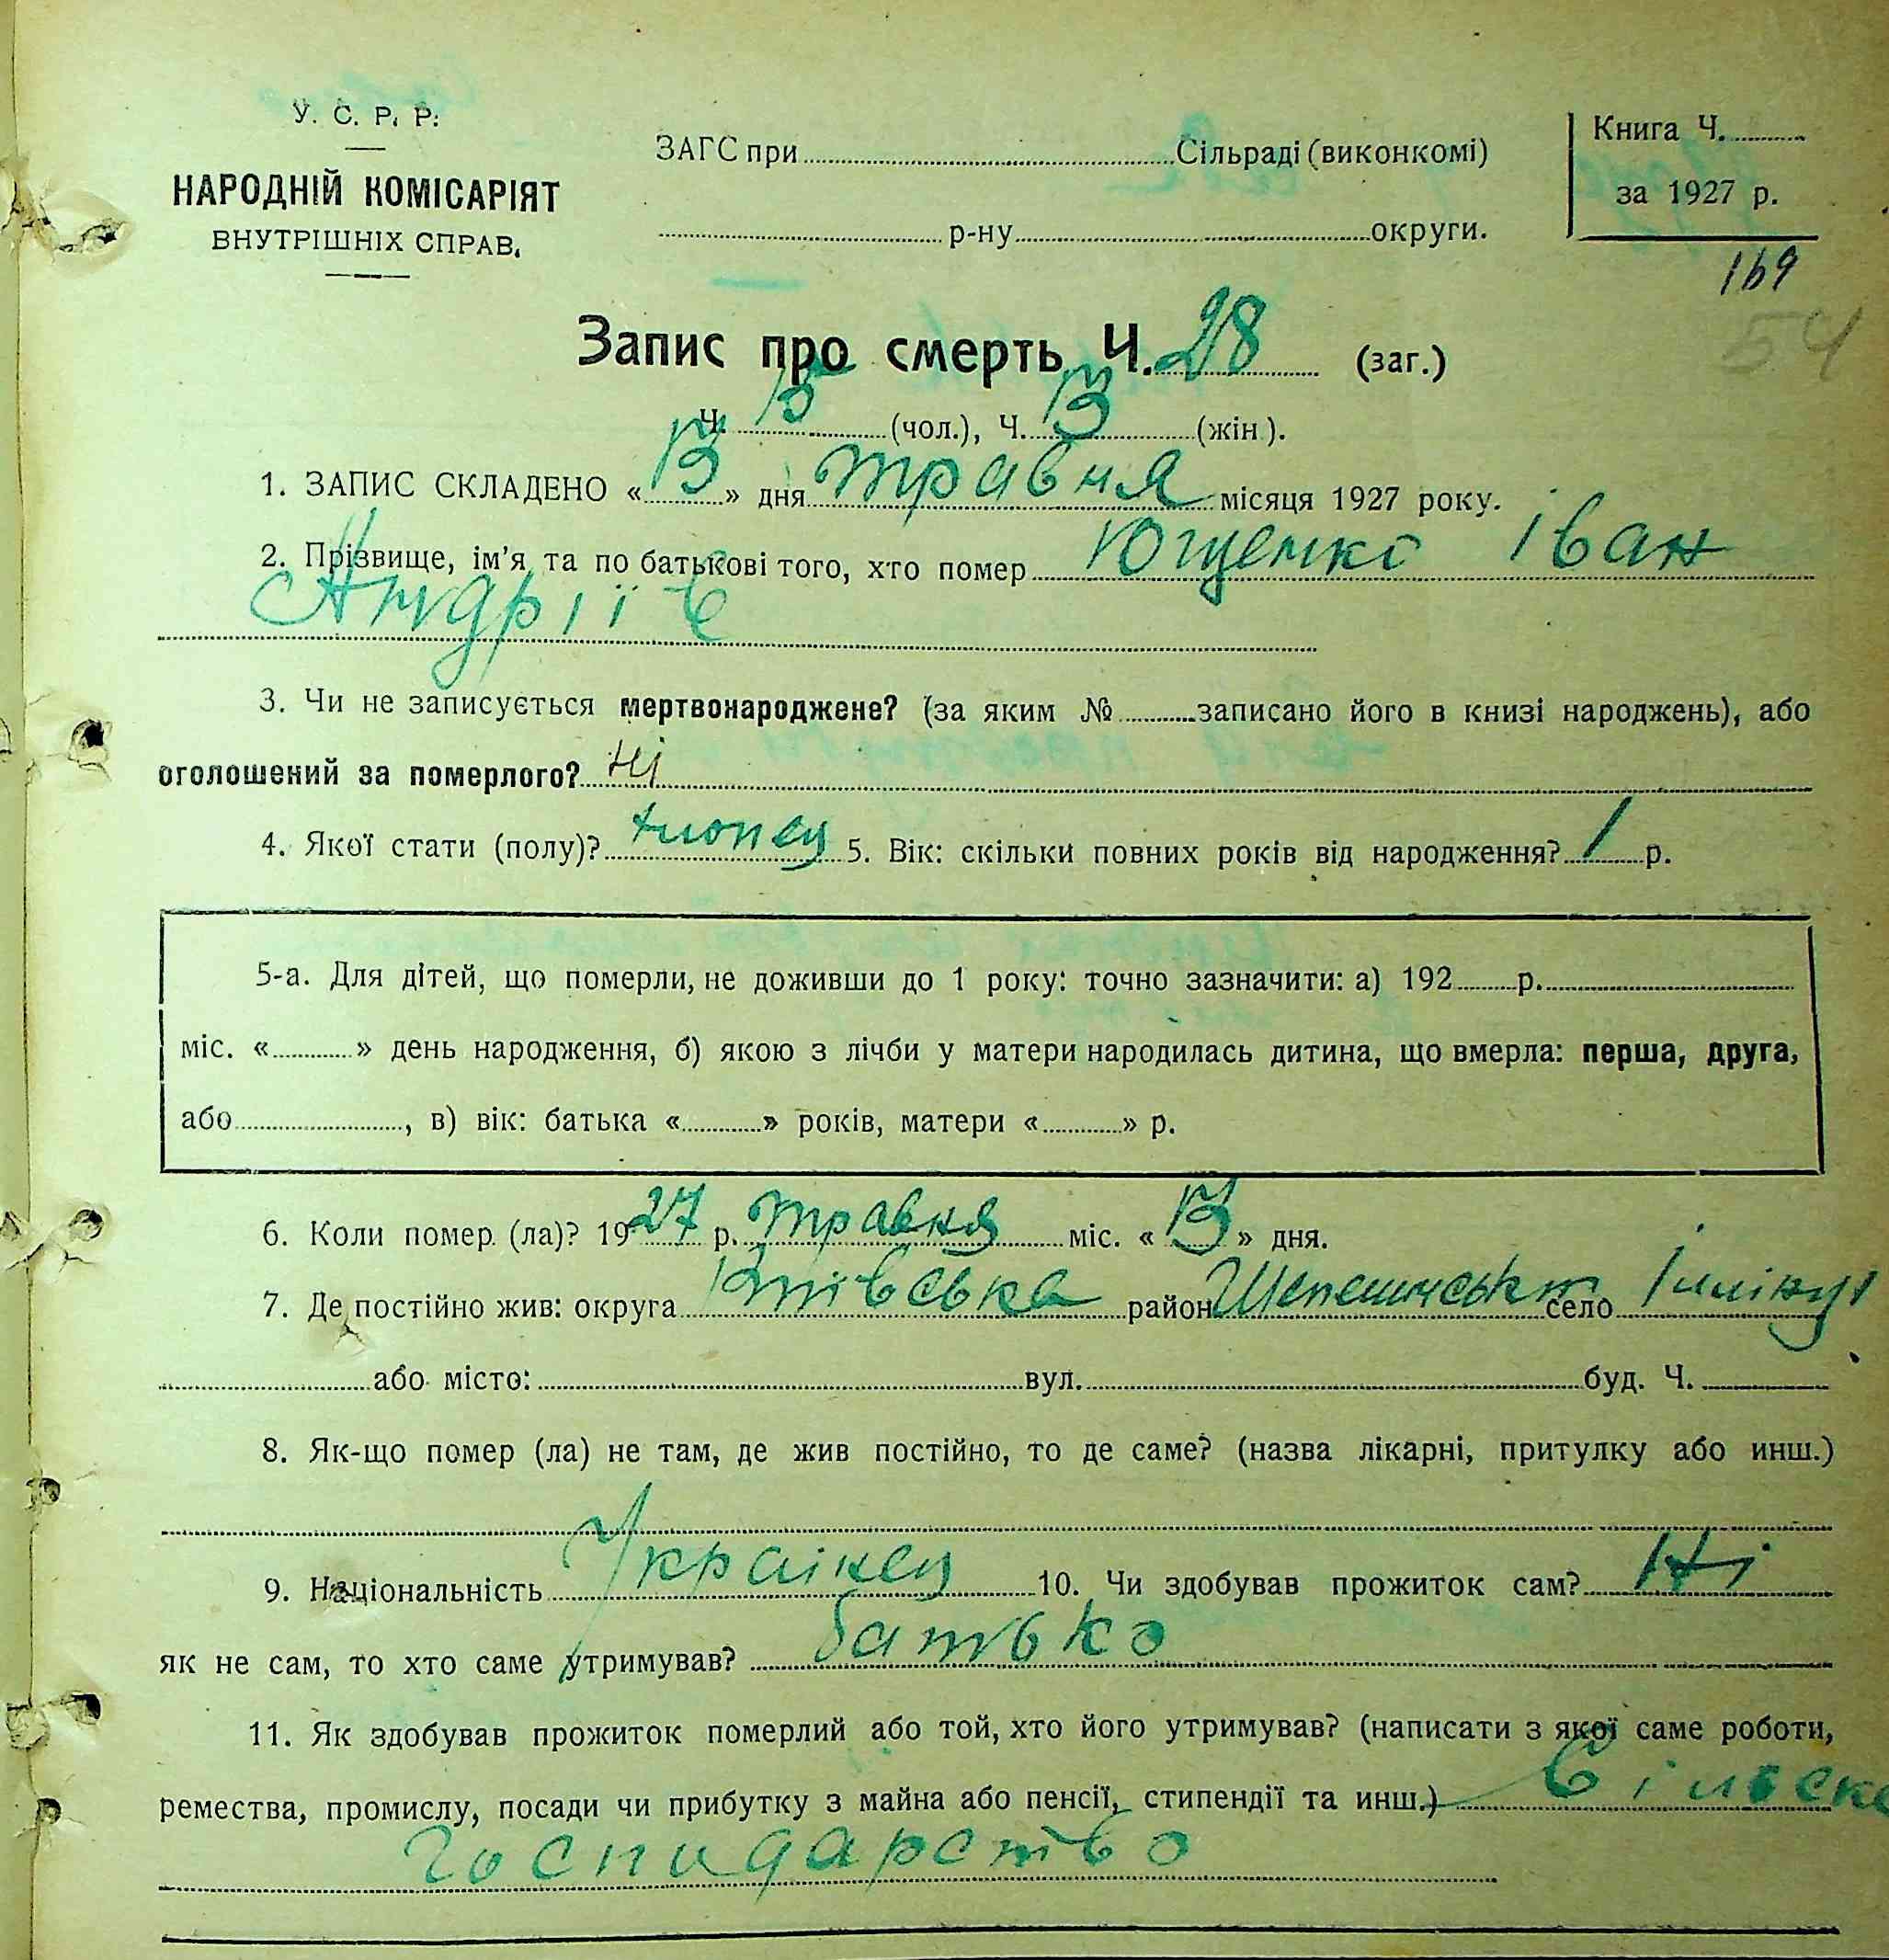 У. С. Р. Р.
НАРОДНІЙ КОМІСАРІЯТ
ВНУТРІШНІХ СПРАВ.
ЗАГС при Сільраді (виконкомі)
р-ну округи.
Книга Ч.
за 1927 р.
169
54
Запис про смерть Ч. 28 (заг.)
Ч. 13 (чол.), Ч. 13 (жін).
1. ЗАПИС СКЛАДЕНО « 13 » дня травня місяця 1927 року.
2. Прізвище, ім'я та по батькові того, хто помер Ющенко Іван
Андріїв
3. Чи не записується мертвонароджене? (за яким № записано його в книзі народжень), або
оголошений за померлого? Ні
4. Якої стати (полу)? хлопец 5. Вік: скільки повних років від народження? 1 р.
5-а. Для дітей, що померли, не доживши до 1 року: точно зазначити: а) 192 р.
міс. « » день народження, б) якою з лічби у матери народилась дитина, що вмерла: перша, друга,
або , в) вік: батька « » років, матери « » р.
6. Коли помер (ла)? 1927 р. травня міс. « 13 » дня.
7. Де постійно жив: округа Київська район село
або місто: вул. буд. Ч.
8. Як-що помер (ла) не там, де жив постійно, то де саме? (назва лікарні, притулку або инш.)
9. Національність Українец 10. Чи здобував прожиток сам? Ні
як не сам, то хто саме утримував? батько
11. Як здобував прожиток померлий або той, хто його утримував? (написати з якої саме роботи,
ремества, промислу, посади чи прибутку з майна або пенсії, стипендії та инш.) Сільске
господарство